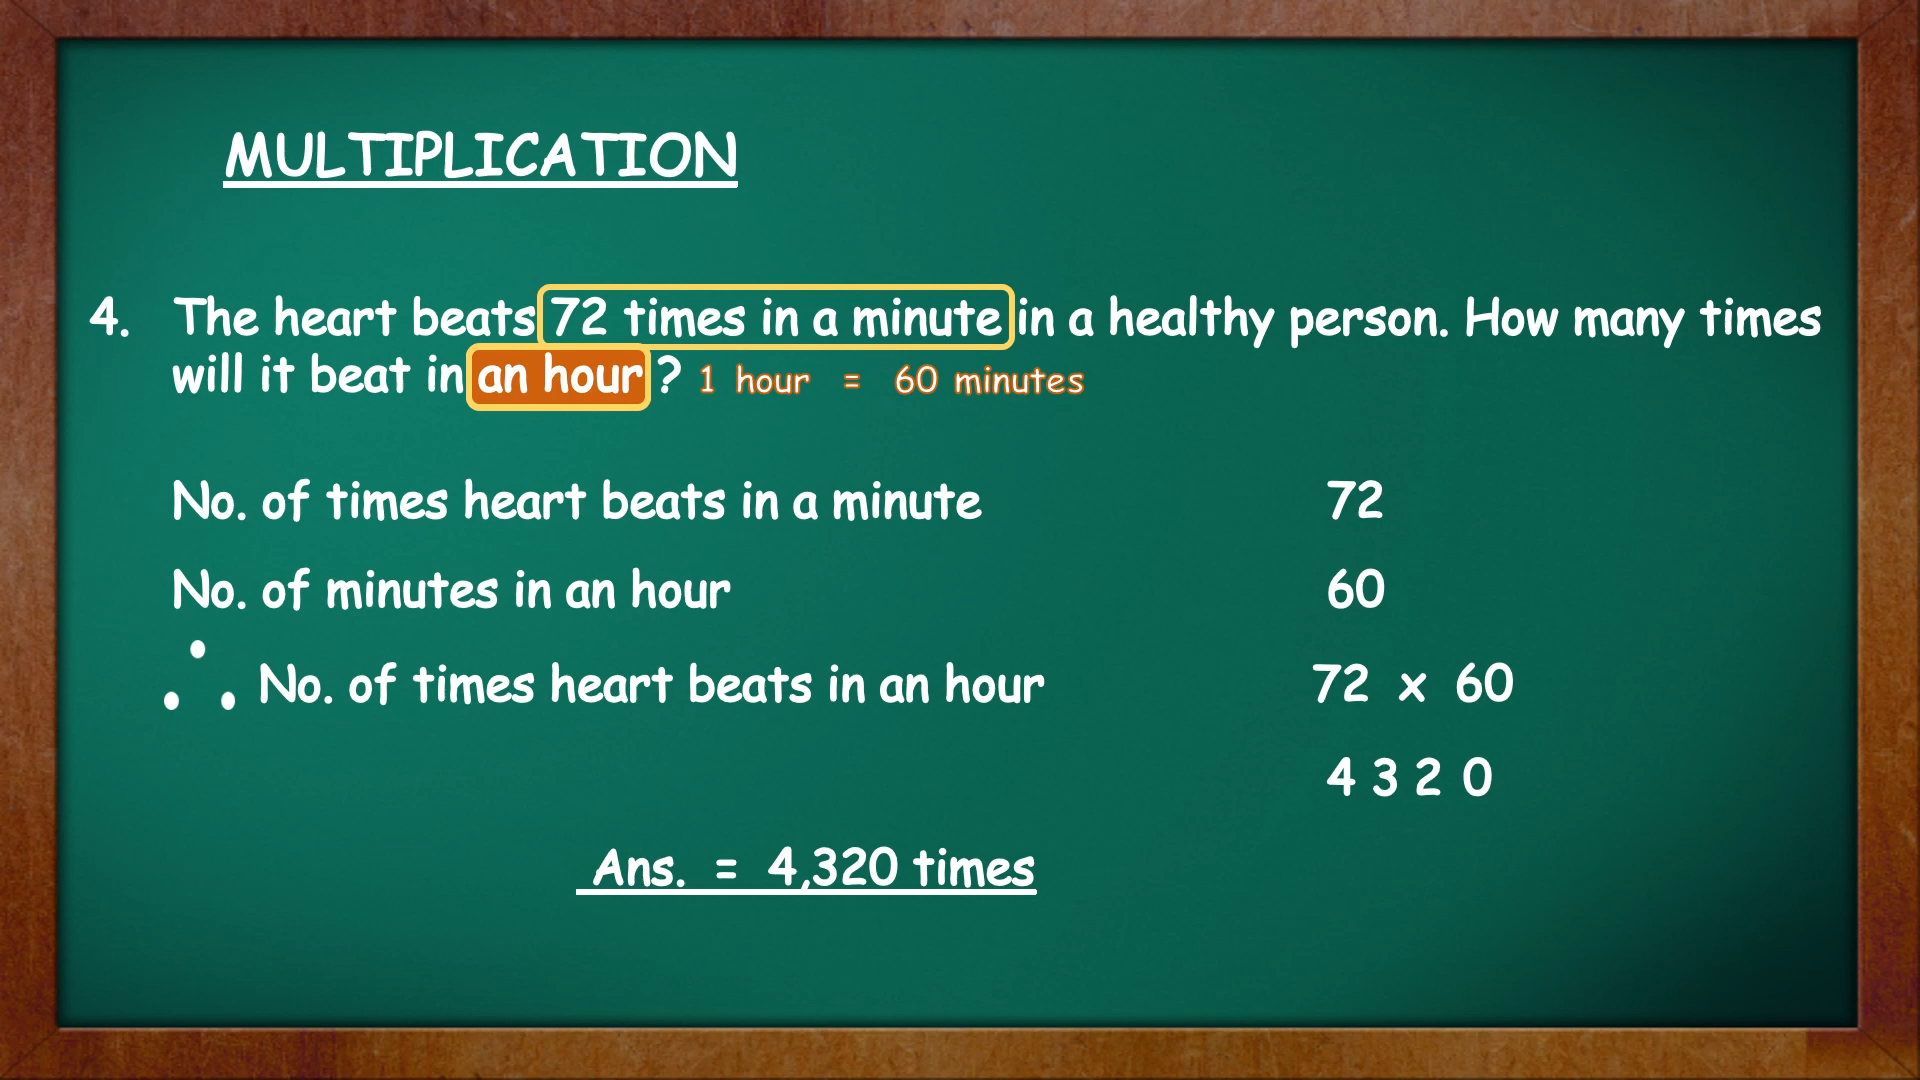 MULTIPLICATION
4. The heart beats 72 times in a minute in a healthy person. How many times
will it beat in an hour ? 1 hour = 60 minutes
No. of times heart beats in a minute 72
No. of minutes in an hour 60
∴ No. of times heart beats in an hour 72 x 60
4 3 2 0
Ans. = 4,320 times